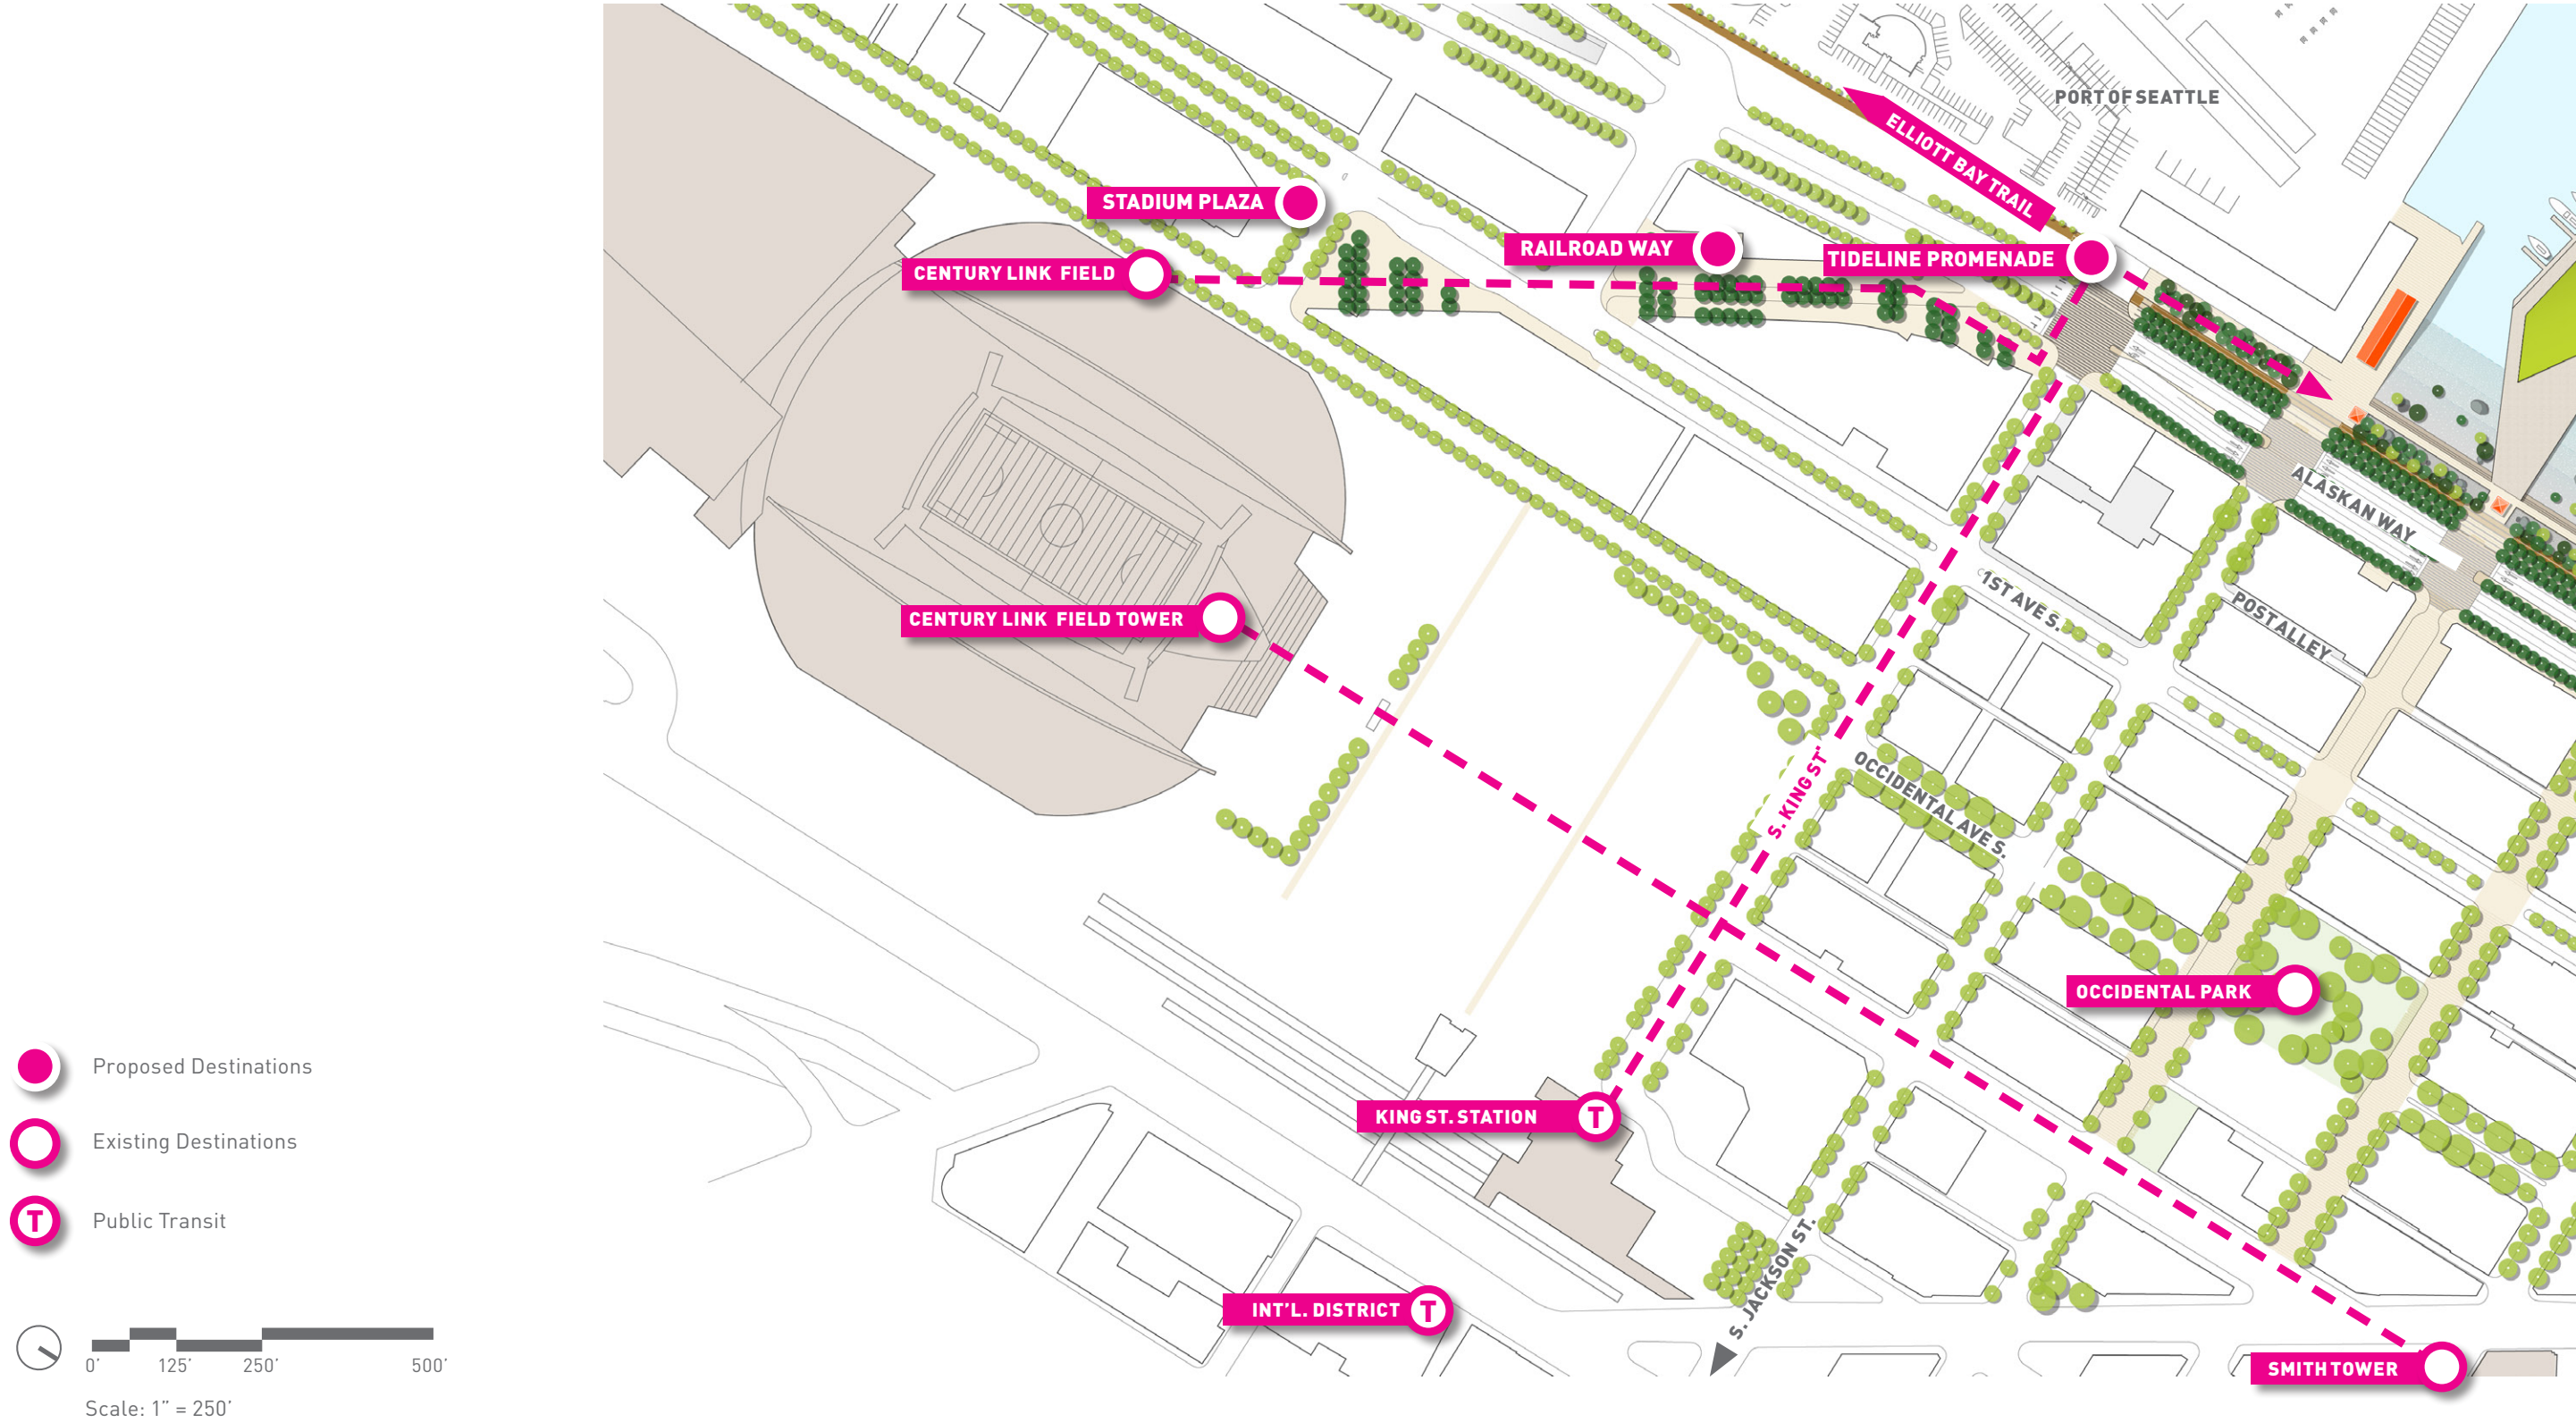 PORT OF SEATTLE
ELLIOTT BAY TRAIL
STADIUM PLAZA
RAILROAD WAY
TIDELINE PROMENADE
CENTURY LINK FIELD
ALASKAN WAY
1ST AVE S.
POST ALLEY
CENTURY LINK FIELD TOWER
S. KING ST.
OCCIDENTAL AVE S.
OCCIDENTAL PARK
KING ST. STATION
T
INT'L. DISTRICT
T
S. JACKSON ST.
SMITH TOWER
Proposed Destinations
Existing Destinations
T
Public Transit
0' 125' 250' 500'
Scale: 1" = 250'